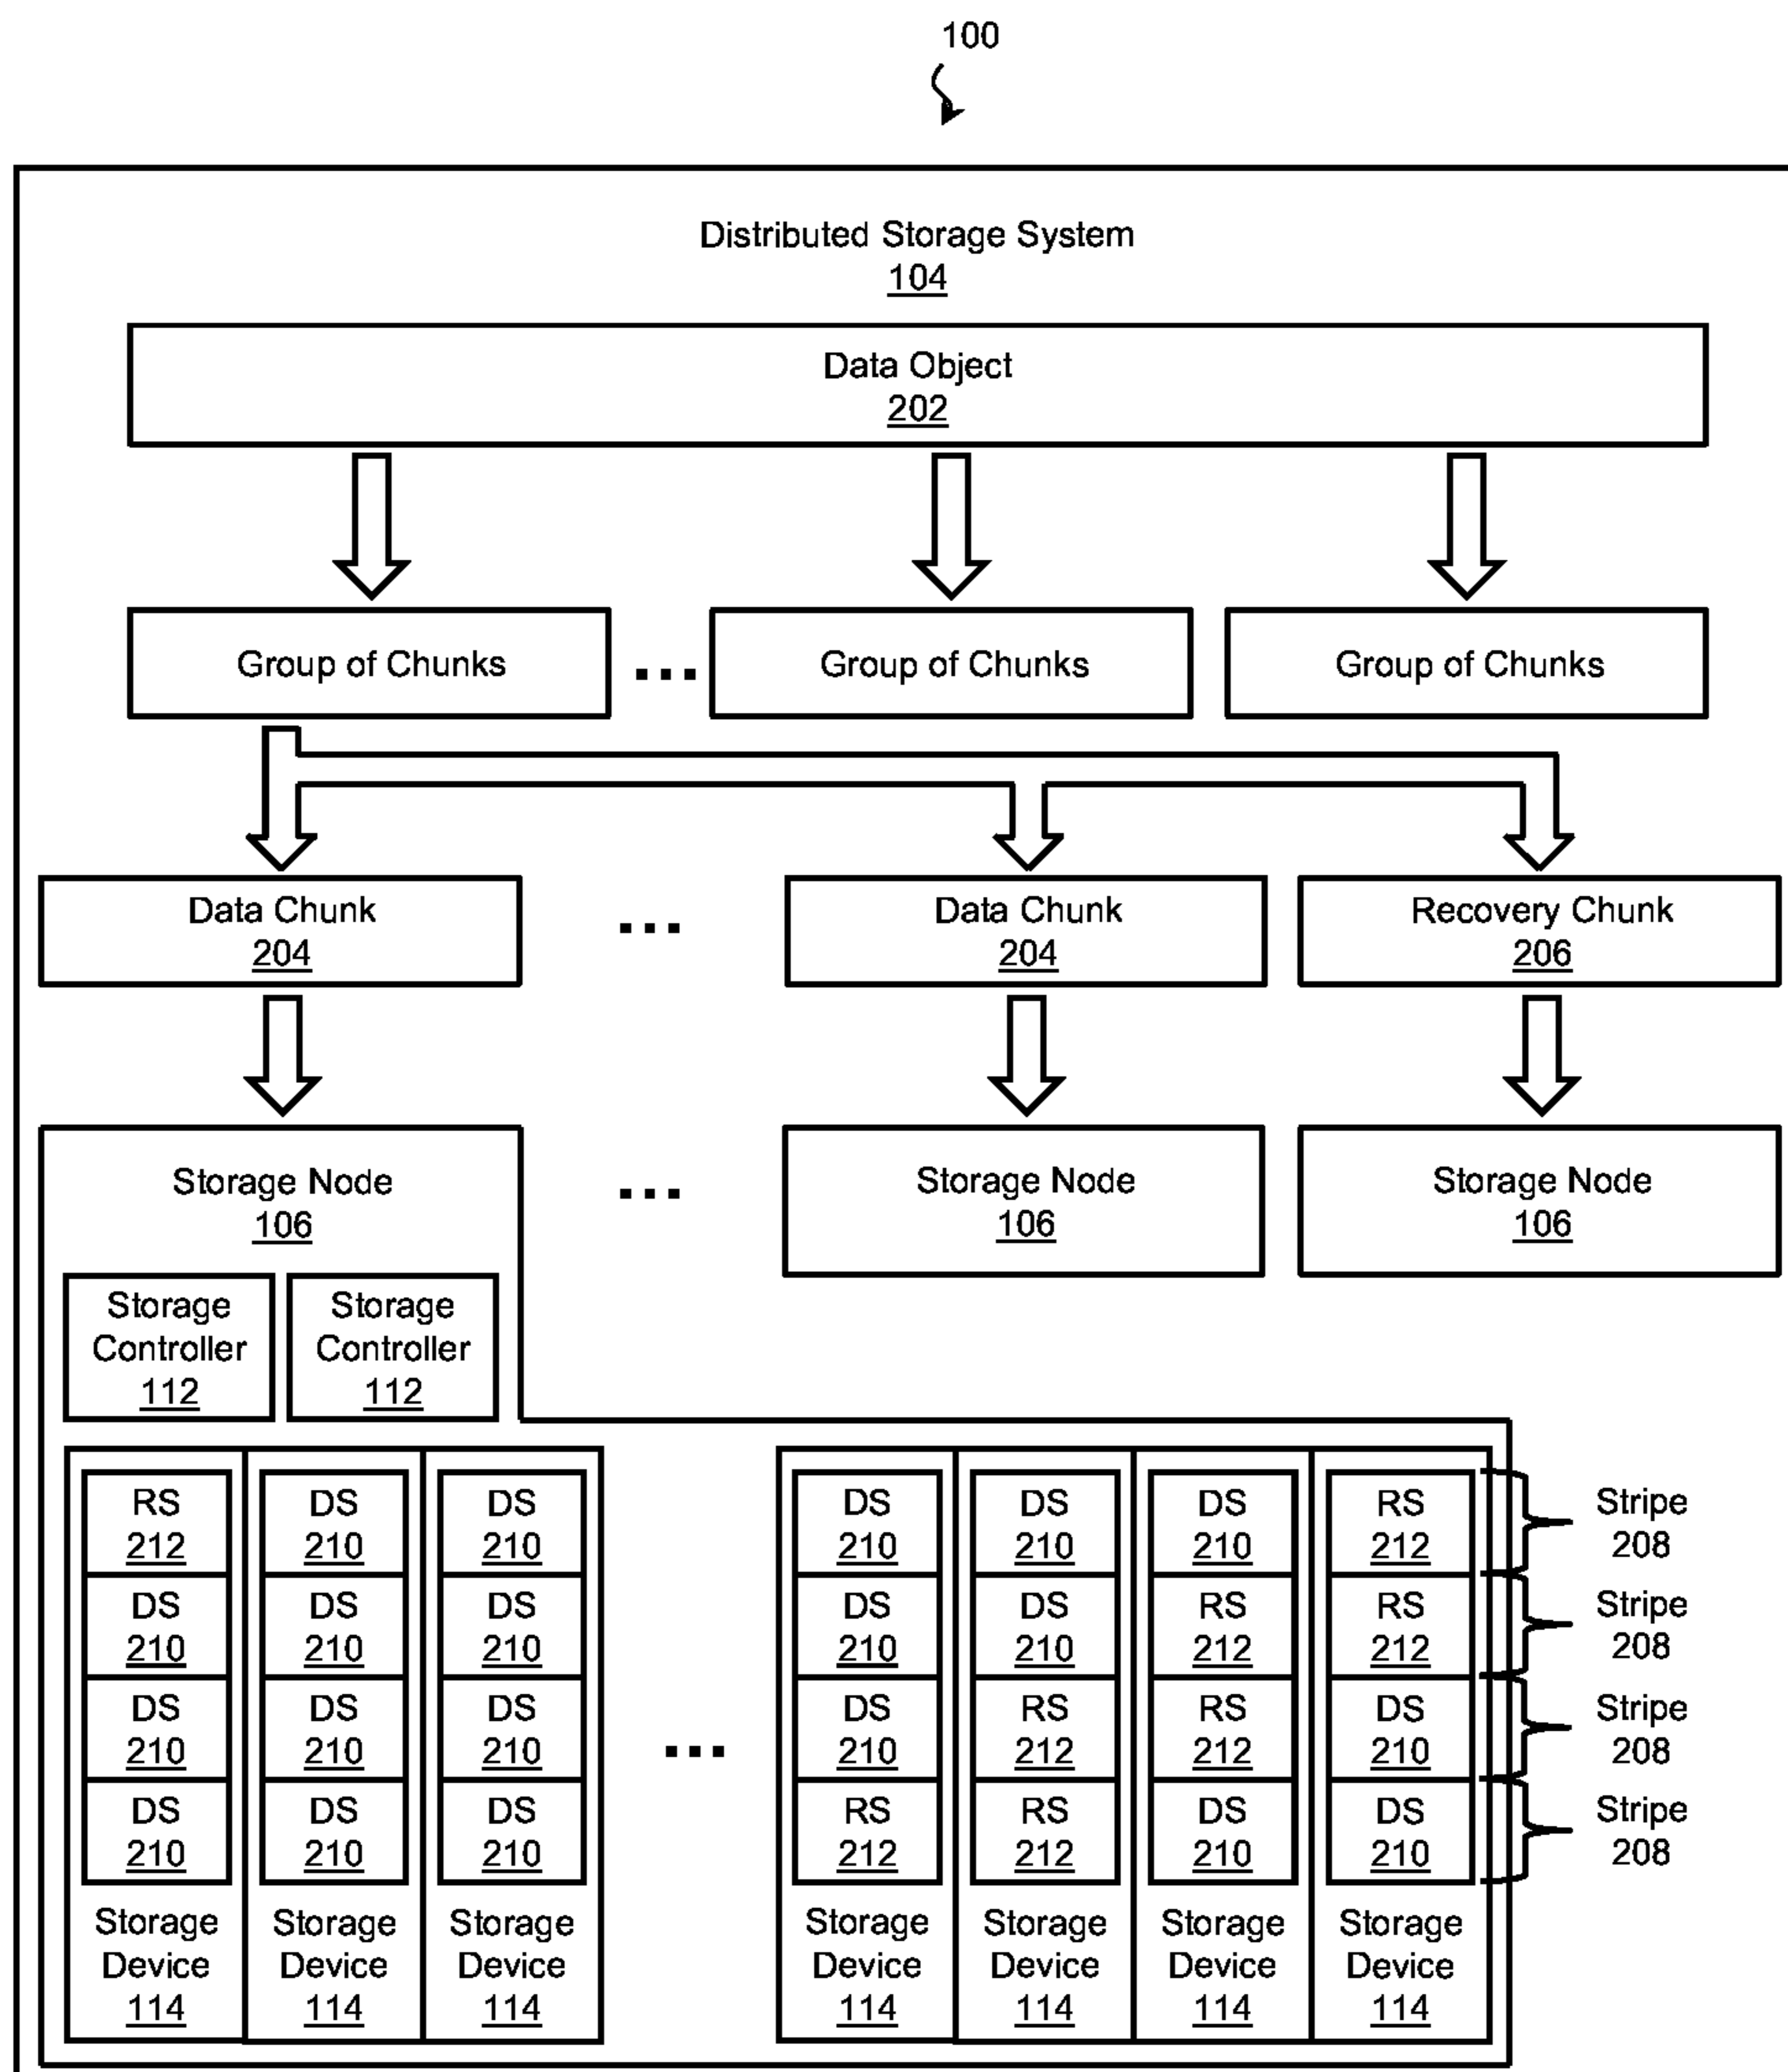 100
Distributed Storage System
104
Data Object
202
Group of Chunks
...
Group of Chunks
Group of Chunks
Data Chunk
204
...
Data Chunk
204
Recovery Chunk
206
Storage Node
106
...
Storage Node
106
Storage Node
106
Storage
Controller
112
Storage
Controller
112
RS
212
DS
210
DS
210
DS
210
DS
210
DS
210
RS
212
Stripe
208
DS
210
DS
210
DS
210
DS
210
DS
210
RS
212
RS
212
Stripe
208
DS
210
DS
210
DS
210
...
DS
210
RS
212
RS
212
DS
210
Stripe
208
DS
210
DS
210
DS
210
RS
212
RS
212
DS
210
DS
210
Stripe
208
Storage
Device
114
Storage
Device
114
Storage
Device
114
Storage
Device
114
Storage
Device
114
Storage
Device
114
Storage
Device
114